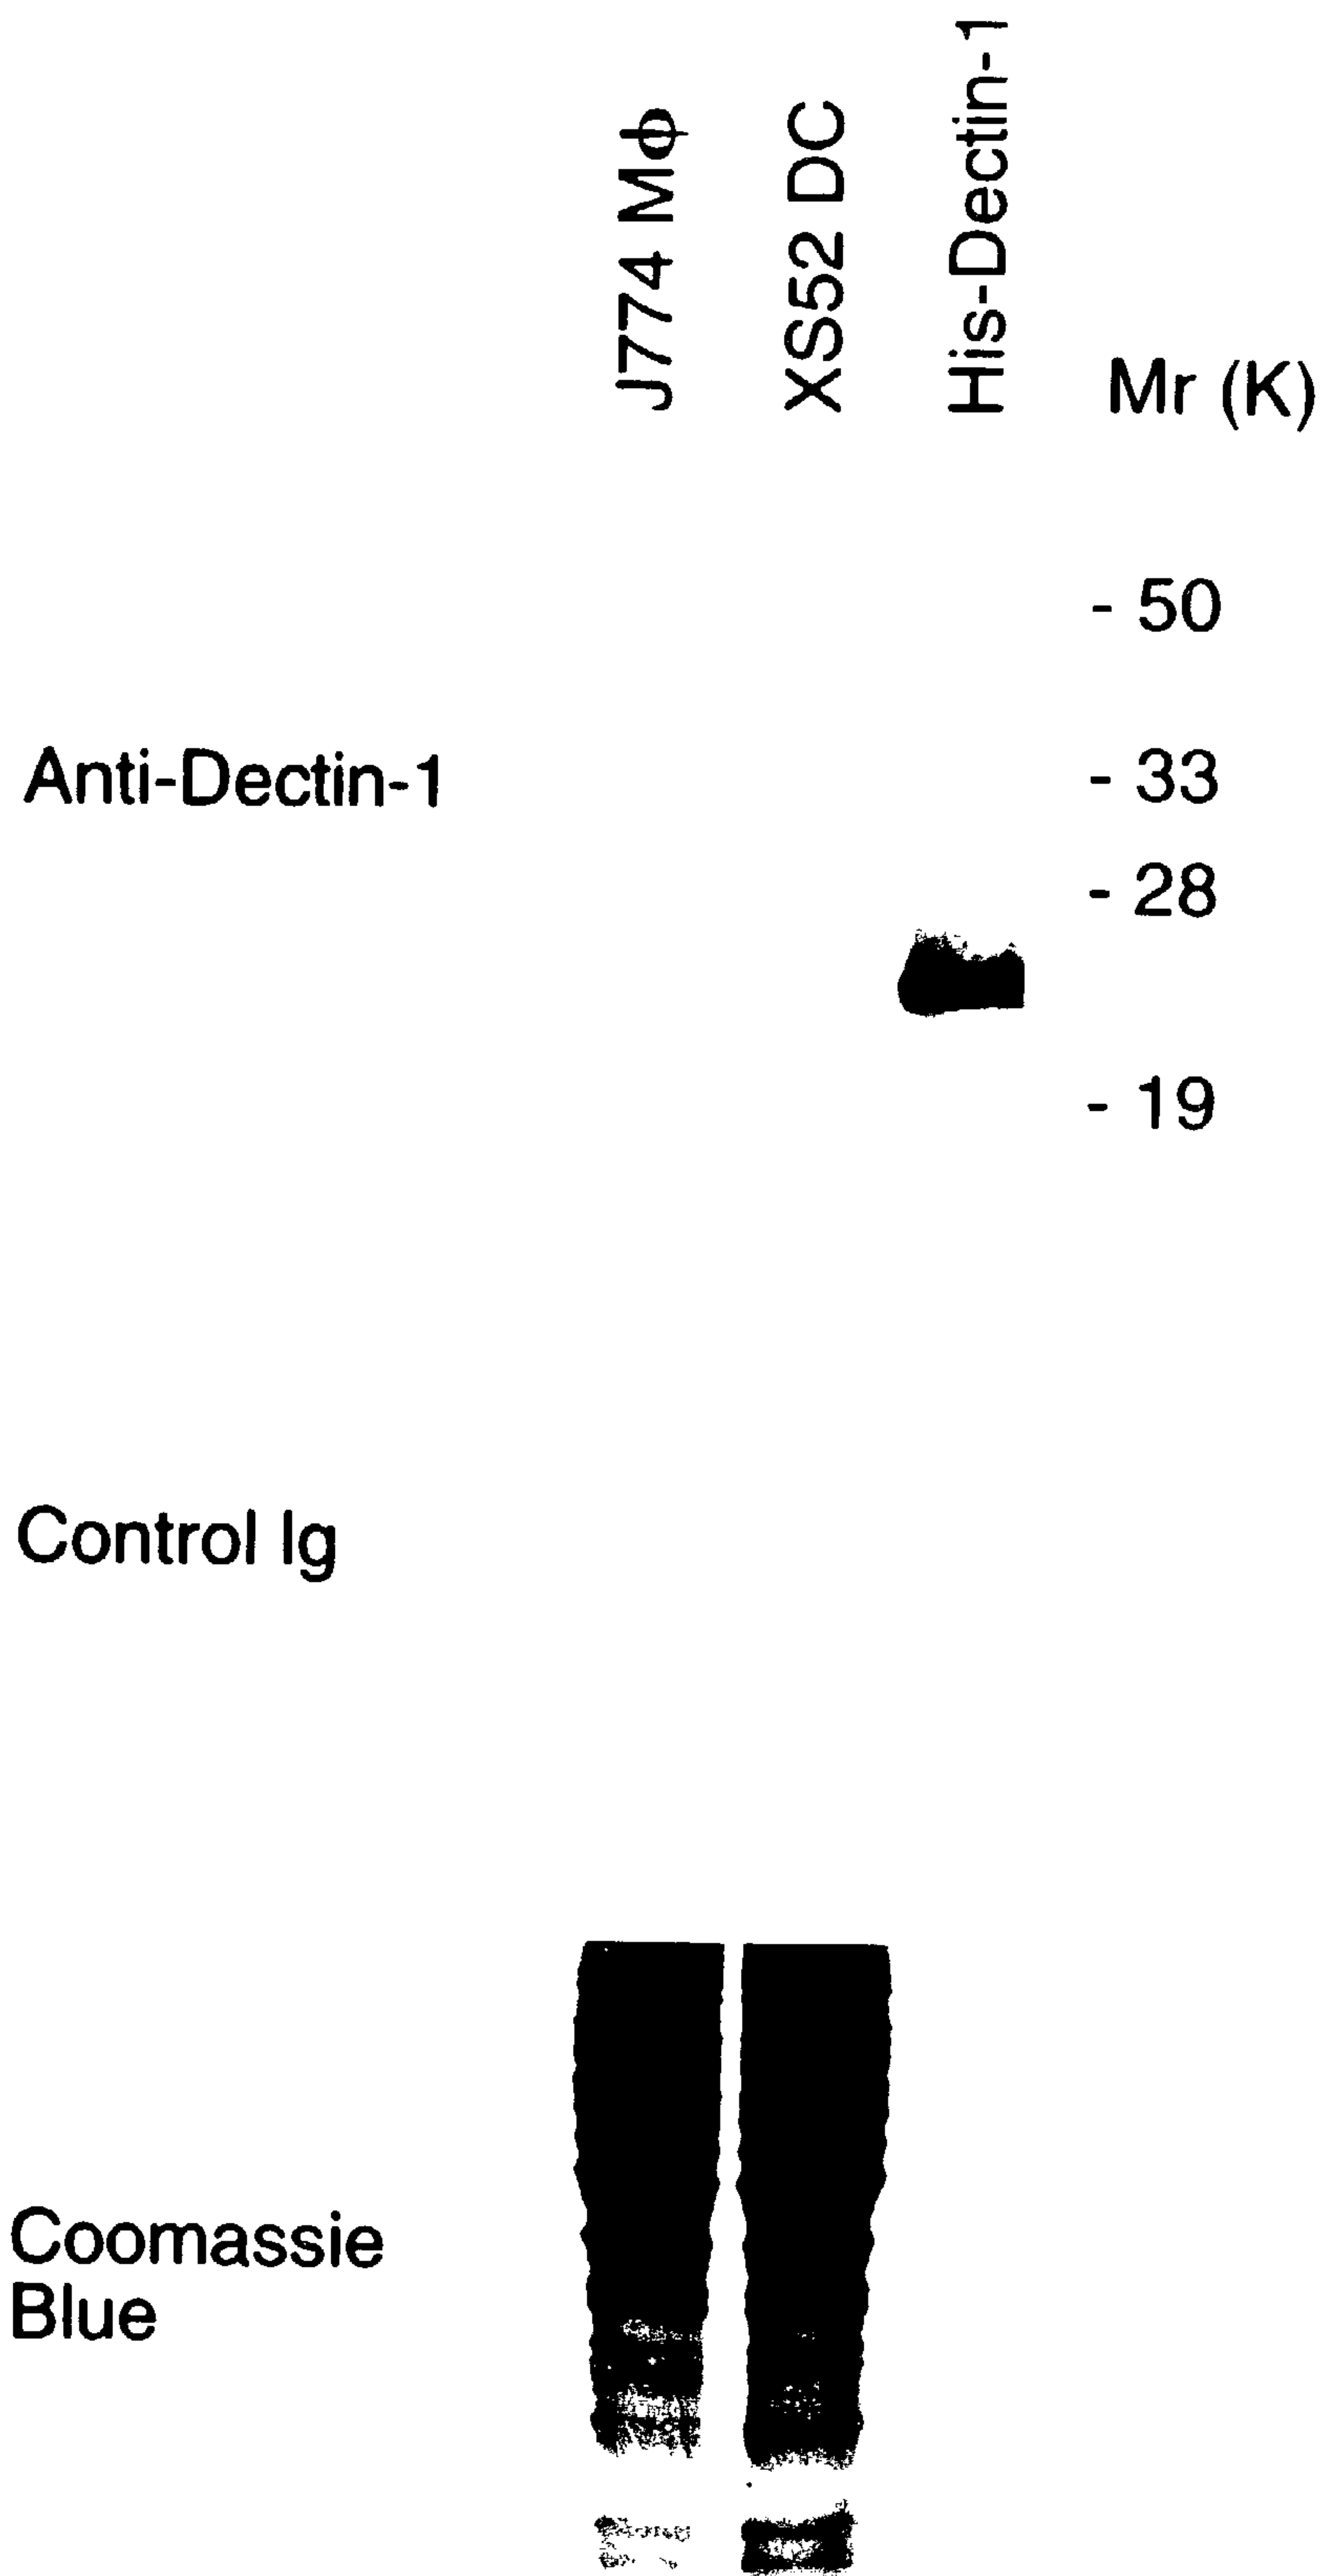 J774 Mϕ
XS52 DC
His-Dectin-1
Mr (K)
- 50
Anti-Dectin-1
- 33
- 28
- 19
Control Ig
Coomassie
Blue